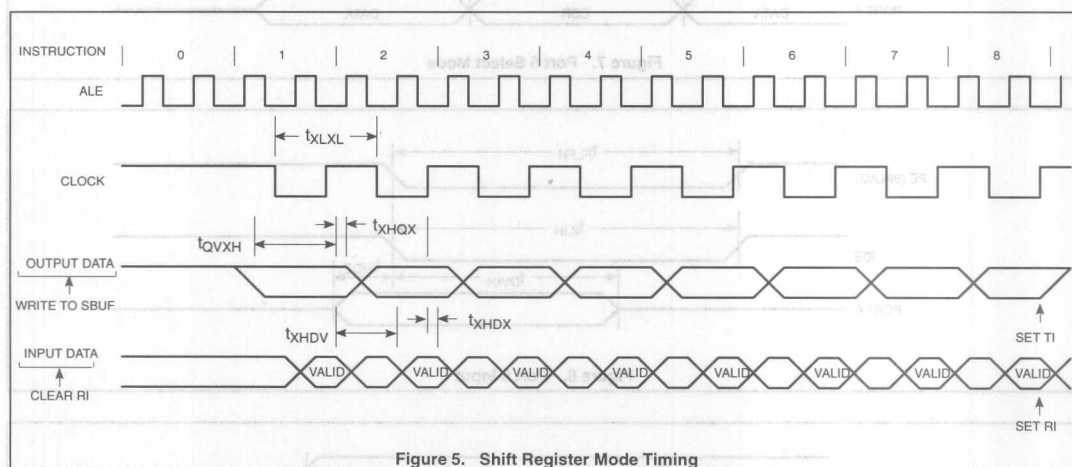 INSTRUCTION 0 1 2 3 4 5 6 7 8
ALE
tXLXL
CLOCK
tXHQX
tQVXH
OUTPUT DATA
WRITE TO SBUF
tXHDV tXHDX
SET TI
INPUT DATA
VALID VALID VALID VALID VALID VALID VALID VALID
CLEAR RI
SET RI
Figure 5. Shift Register Mode Timing